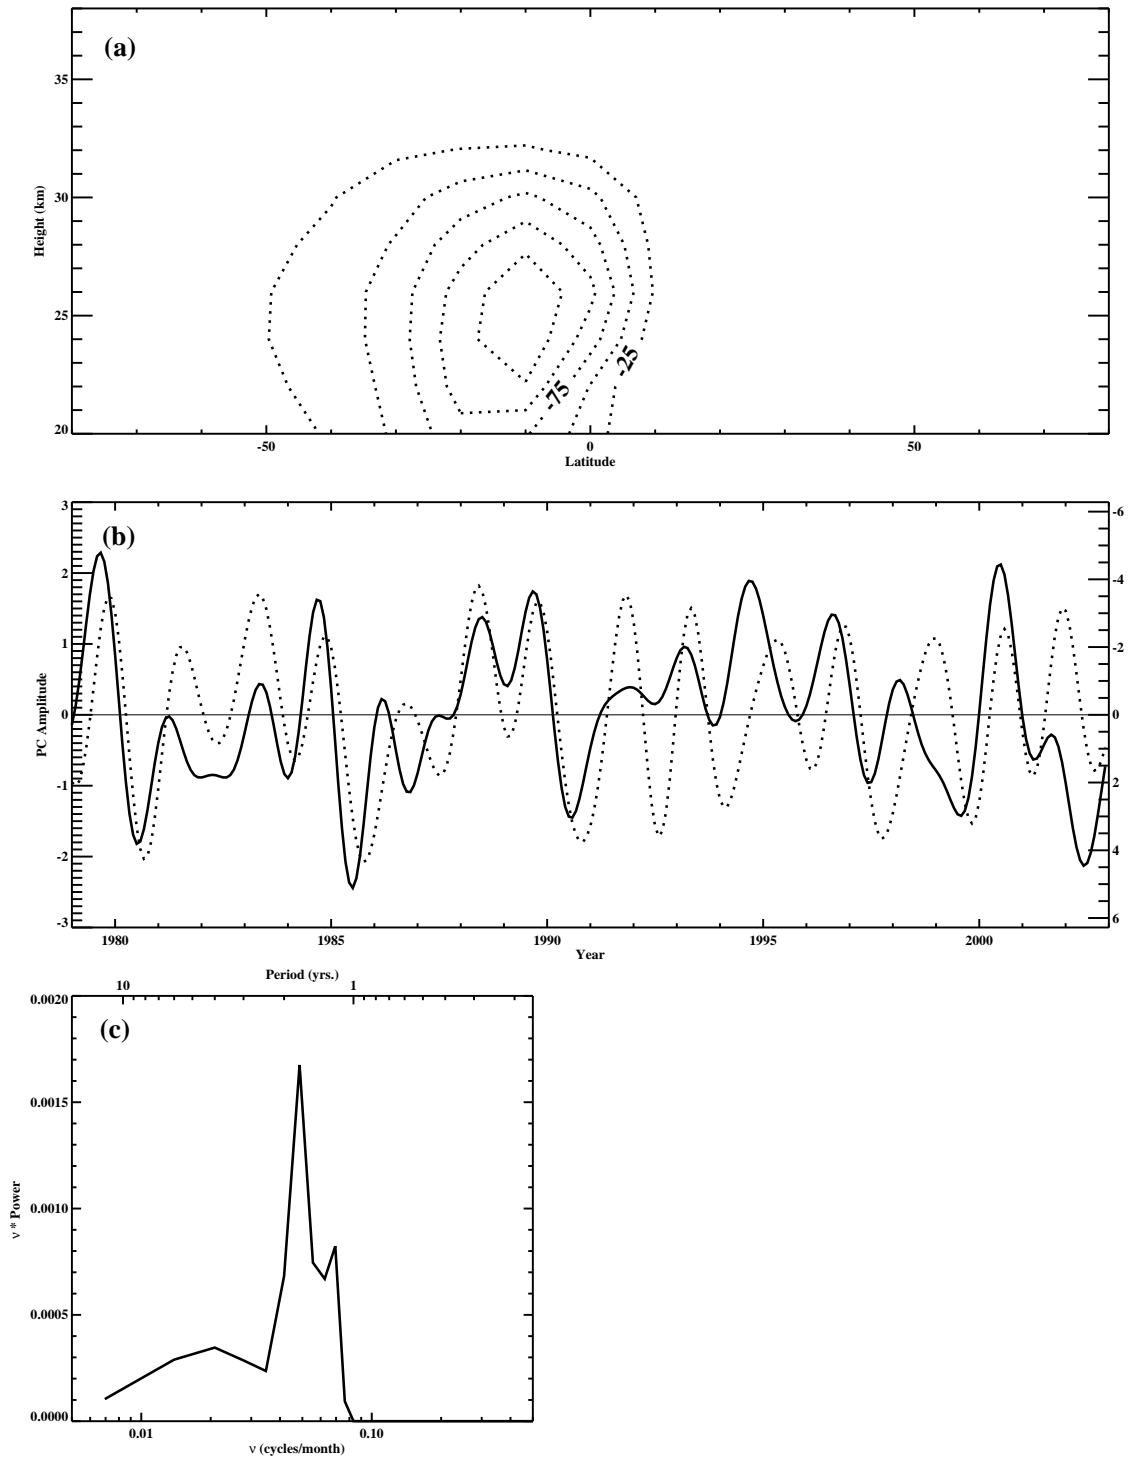 (a)
35
30
25
20
Height (km)
-75
-25
-50 0 50
Latitude
(b)
3
2
1
0
-1
-2
-3
PC Amplitude
-6
-4
-2
0
2
4
6
1980 1985 1990 1995 2000
Year
Period (yrs.)
10 1
(c)
0.0020
0.0015
0.0010
0.0005
0.0000
ν * Power
0.01 0.10
ν (cycles/month)